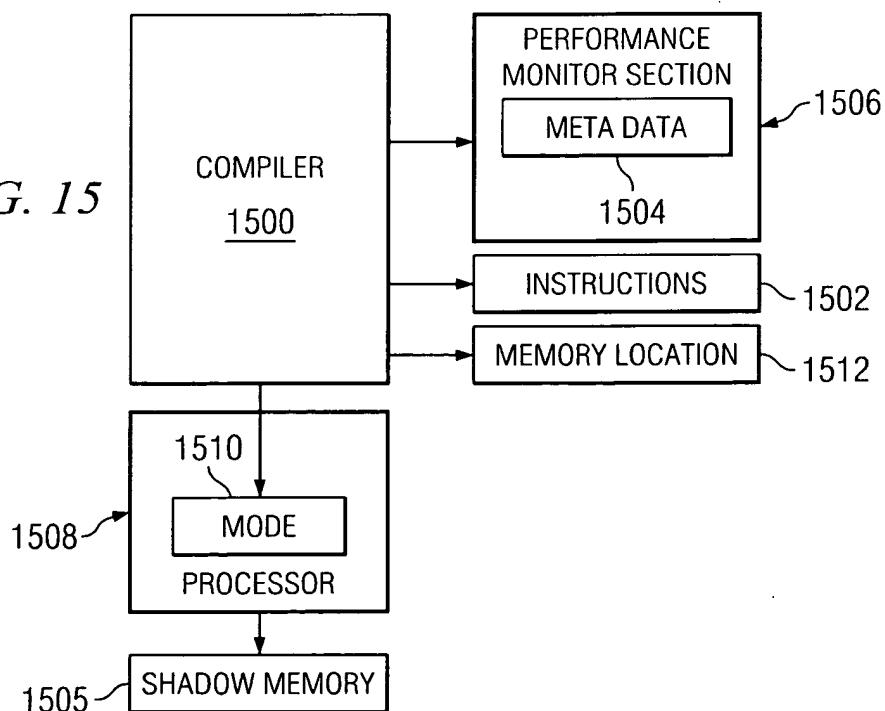 PERFORMANCE
MONITOR SECTION
META DATA
1504
1506
G. 15
COMPILER
1500
INSTRUCTIONS
1502
MEMORY LOCATION
1512
1510
MODE
1508
PROCESSOR
SHADOW MEMORY
1505